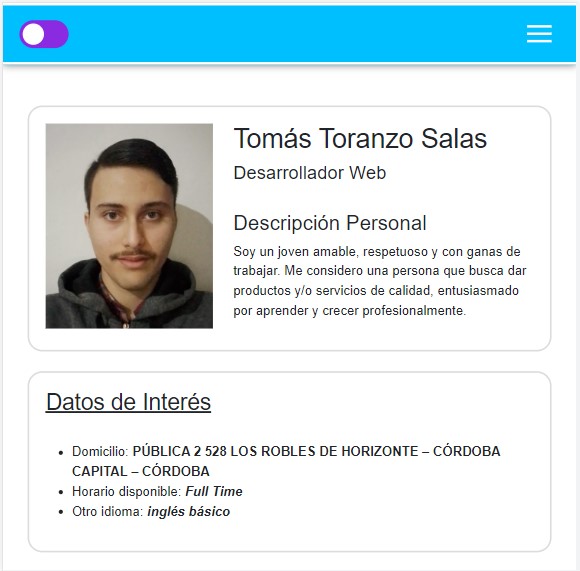 Tomás Toranzo Salas
Desarrollador Web
Descripción Personal
Soy un joven amable, respetuoso y con ganas de
trabajar. Me considero una persona que busca dar
productos y/o servicios de calidad, entusiasmado
por aprender y crecer profesionalmente.
Datos de Interés
Domicilio: PÚBLICA 2 528 LOS ROBLES DE HORIZONTE – CÓRDOBA
CAPITAL – CÓRDOBA
Horario disponible: Full Time
Otro idioma: inglés básico